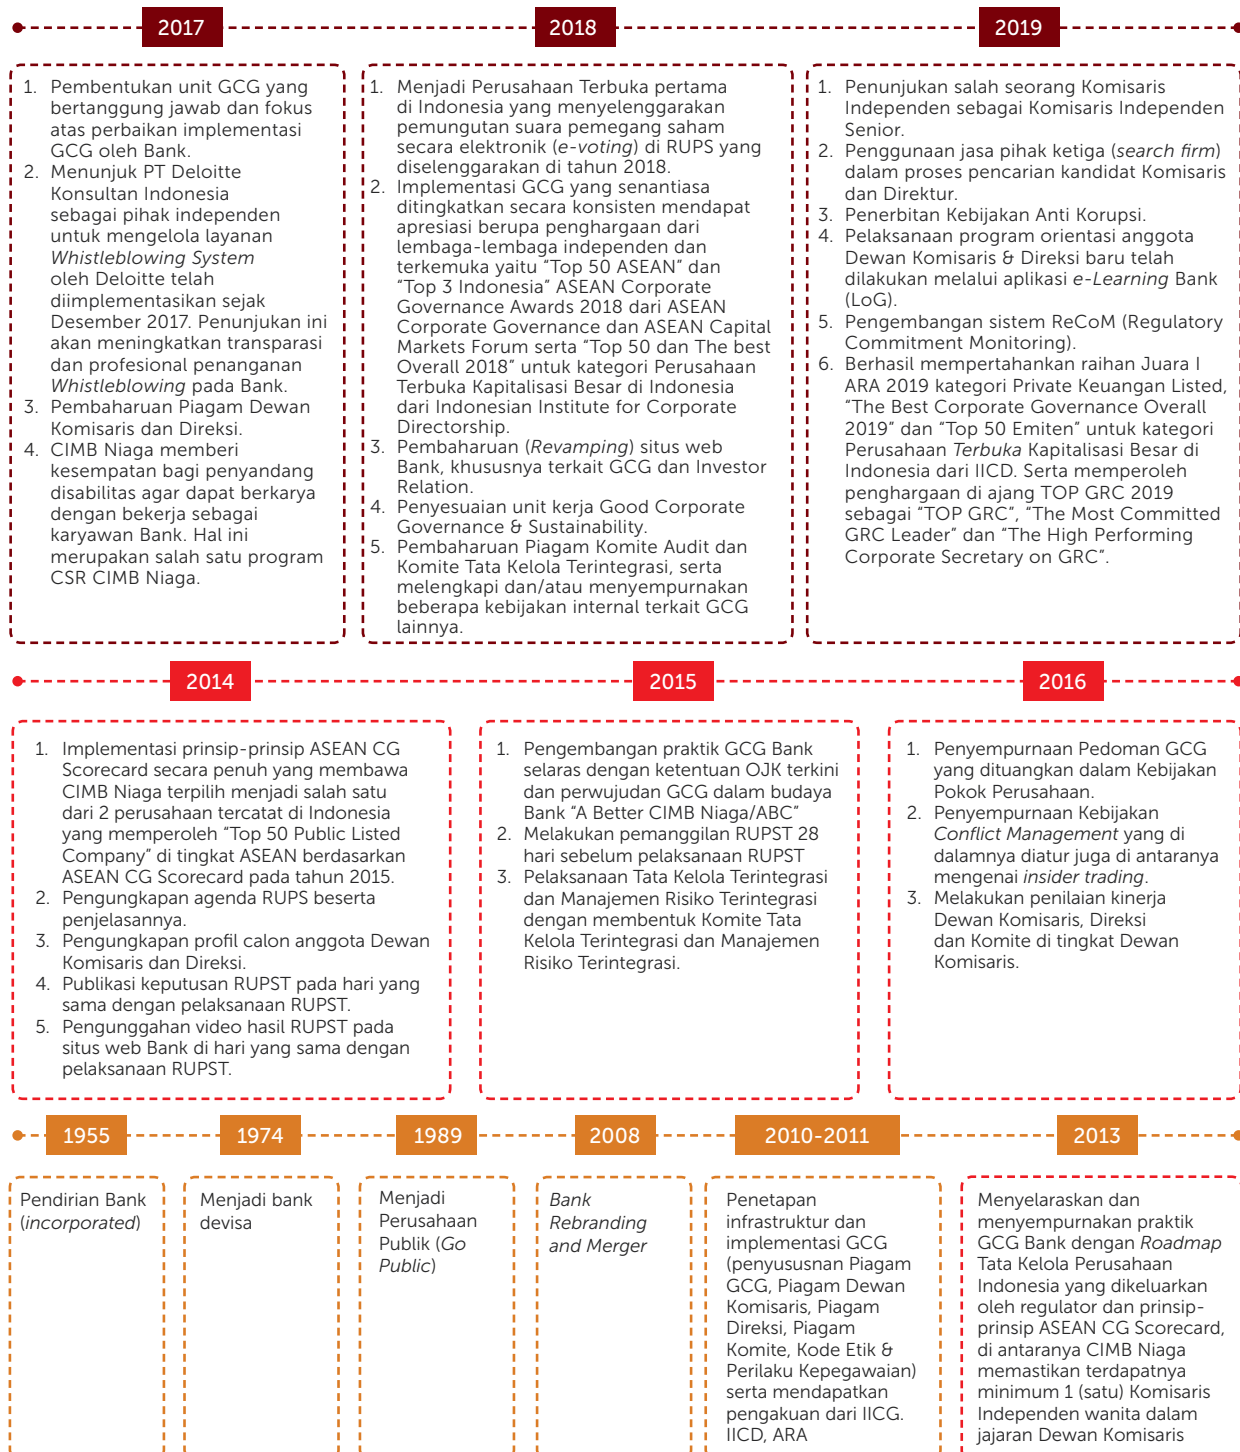 2017
2018
2019
1. Pembentukan unit GCG yang
bertanggung jawab dan fokus
atas perbaikan implementasi
GCG oleh Bank.
2. Menunjuk PT Deloitte
Konsultan Indonesia
sebagai pihak independen
untuk mengelola layanan
Whistleblowing System
oleh Deloitte telah
diimplementasikan sejak
Desember 2017. Penunjukan ini
akan meningkatkan transparasi
dan profesional penanganan
Whistleblowing pada Bank.
3. Pembaharuan Piagam Dewan
Komisaris dan Direksi.
4. CIMB Niaga memberi
kesempatan bagi penyandang
disabilitas agar dapat berkarya
dengan bekerja sebagai
karyawan Bank. Hal ini
merupakan salah satu program
CSR CIMB Niaga.
1. Menjadi Perusahaan Terbuka pertama
di Indonesia yang menyelenggarakan
pemungutan suara pemegang saham
secara elektronik (e-voting) di RUPS yang
diselenggarakan di tahun 2018.
2. Implementasi GCG yang senantiasa
ditingkatkan secara konsisten mendapat
apresiasi berupa penghargaan dari
lembaga-lembaga independen dan
terkemuka yaitu “Top 50 ASEAN” dan
“Top 3 Indonesia” ASEAN Corporate
Governance Awards 2018 dari ASEAN
Corporate Governance dan ASEAN Capital
Markets Forum serta “Top 50 dan The best
Overall 2018” untuk kategori Perusahaan
Terbuka Kapitalisasi Besar di Indonesia
dari Indonesian Institute for Corporate
Directorship.
3. Pembaharuan (Revamping) situs web
Bank, khususnya terkait GCG dan Investor
Relation.
4. Penyesuaian unit kerja Good Corporate
Governance & Sustainability.
5. Pembaharuan Piagam Komite Audit dan
Komite Tata Kelola Terintegrasi, serta
melengkapi dan/atau menyempurnakan
beberapa kebijakan internal terkait GCG
lainnya.
1. Penunjukan salah seorang Komisaris
Independen sebagai Komisaris Independen
Senior.
2. Penggunaan jasa pihak ketiga (search firm)
dalam proses pencarian kandidat Komisaris
dan Direktur.
3. Penerbitan Kebijakan Anti Korupsi.
4. Pelaksanaan program orientasi anggota
Dewan Komisaris & Direksi baru telah
dilakukan melalui aplikasi e-Learning Bank
(LoG).
5. Pengembangan sistem ReCoM (Regulatory
Commitment Monitoring).
6. Berhasil mempertahankan raihan Juara I
ARA 2019 kategori Private Keuangan Listed,
“The Best Corporate Governance Overall
2019” dan “Top 50 Emiten” untuk kategori
Perusahaan Terbuka Kapitalisasi Besar di
Indonesia dari IICD. Serta memperoleh
penghargaan di ajang TOP GRC 2019
sebagai “TOP GRC”, “The Most Committed
GRC Leader” dan “The High Performing
Corporate Secretary on GRC”.
2014
2015
2016
1. Implementasi prinsip-prinsip ASEAN CG
Scorecard secara penuh yang membawa
CIMB Niaga terpilih menjadi salah satu
dari 2 perusahaan tercatat di Indonesia
yang memperoleh “Top 50 Public Listed
Company” di tingkat ASEAN berdasarkan
ASEAN CG Scorecard pada tahun 2015.
2. Pengungkapan agenda RUPS beserta
penjelasannya.
3. Pengungkapan profil calon anggota Dewan
Komisaris dan Direksi.
4. Publikasi keputusan RUPST pada hari yang
sama dengan pelaksanaan RUPST.
5. Pengunggahan video hasil RUPST pada
situs web Bank di hari yang sama dengan
pelaksanaan RUPST.
1. Pengembangan praktik GCG Bank
selaras dengan ketentuan OJK terkini
dan perwujudan GCG dalam budaya
Bank “A Better CIMB Niaga/ABC”
2. Melakukan pemanggilan RUPST 28
hari sebelum pelaksanaan RUPST
3. Pelaksanaan Tata Kelola Terintegrasi
dan Manajemen Risiko Terintegrasi
dengan membentuk Komite Tata
Kelola Terintegrasi dan Manajemen
Risiko Terintegrasi.
1. Penyempurnaan Pedoman GCG
yang dituangkan dalam Kebijakan
Pokok Perusahaan.
2. Penyempurnaan Kebijakan
Conflict Management yang di
dalamnya diatur juga di antaranya
mengenai insider trading.
3. Melakukan penilaian kinerja
Dewan Komisaris, Direksi
dan Komite di tingkat Dewan
Komisaris.
1955
1974
1989
2008
2010-2011
2013
Pendirian Bank
(incorporated)
Menjadi bank
devisa
Menjadi
Perusahaan
Publik (Go
Public)
Bank
Rebranding
and Merger
Penetapan
infrastruktur dan
implementasi GCG
(penyususnan Piagam
GCG, Piagam Dewan
Komisaris, Piagam
Direksi, Piagam
Komite, Kode Etik &
Perilaku Kepegawaian)
serta mendapatkan
pengakuan dari IICG.
IICD, ARA
Menyelaraskan dan
menyempurnakan praktik
GCG Bank dengan Roadmap
Tata Kelola Perusahaan
Indonesia yang dikeluarkan
oleh regulator dan prinsip-
prinsip ASEAN CG Scorecard,
di antaranya CIMB Niaga
memastikan terdapatnya
minimum 1 (satu) Komisaris
Independen wanita dalam
jajaran Dewan Komisaris